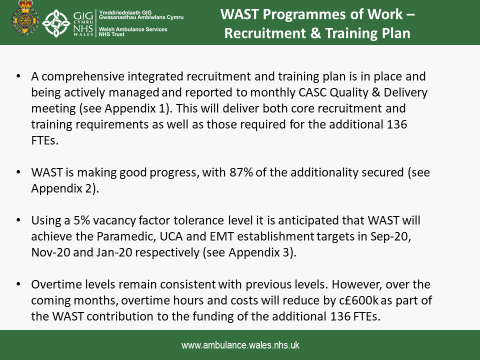 GIG
CYMRU
NHS
WALES
Ymddiriedolaeth GIG
Gwasanaethau Ambiwlans Cymru
Welsh Ambulance Services
NHS Trust
WAST Programmes of Work –
Recruitment & Training Plan
• A comprehensive integrated recruitment and training plan is in place and
being actively managed and reported to monthly CASC Quality & Delivery
meeting (see Appendix 1). This will deliver both core recruitment and
training requirements as well as those required for the additional 136
FTEs.
• WAST is making good progress, with 87% of the additionality secured (see
Appendix 2).
• Using a 5% vacancy factor tolerance level it is anticipated that WAST will
achieve the Paramedic, UCA and EMT establishment targets in Sep-20,
Nov-20 and Jan-20 respectively (see Appendix 3).
• Overtime levels remain consistent with previous levels. However, over the
coming months, overtime hours and costs will reduce by c£600k as part of
the WAST contribution to the funding of the additional 136 FTEs.
www.ambulance.wales.nhs.uk